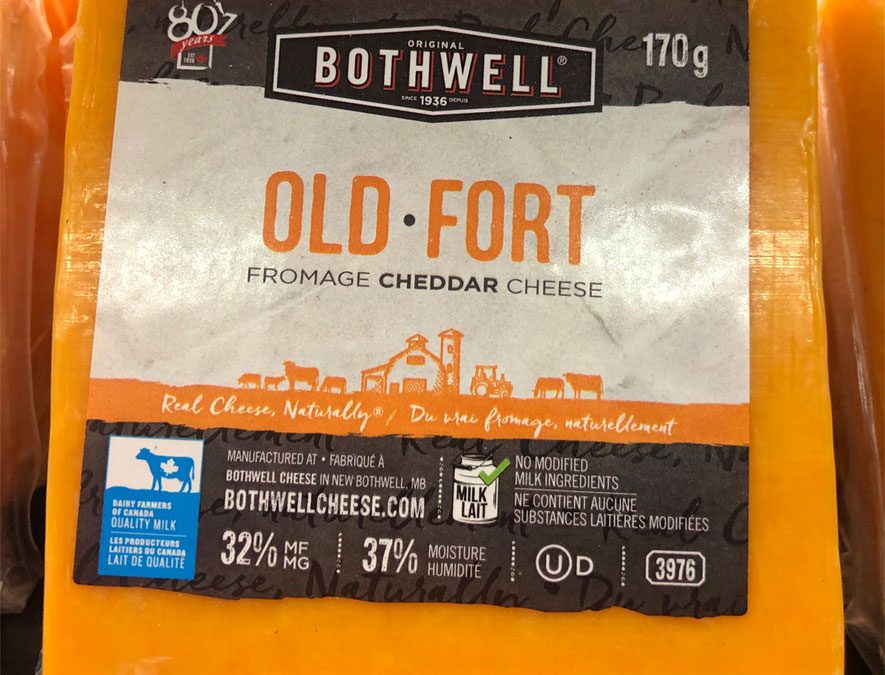 80
years
EST
1936
ORIGINAL
BOTHWELL®
SINCE 1936 DEPUIS
170g
OLD · FORT
FROMAGE CHEDDAR CHEESE
Real Cheese, Naturally® / Du vrai fromage, naturellement
DAIRY FARMERS
OF CANADA
QUALITY MILK
LES PRODUCTEURS
LAITIERS DU CANADA
LAIT DE QUALITÉ
MANUFACTURED AT • FABRIQUÉ À
BOTHWELL CHEESE IN NEW BOTHWELL, MB
BOTHWELLCHEESE.COM
MILK
LAIT
NO MODIFIED
MILK INGREDIENTS
NE CONTIENT AUCUNE
SUBSTANCES LAITIÈRES MODIFIÉES
32% MF
MG
37% MOISTURE
HUMIDITÉ
U D
3976